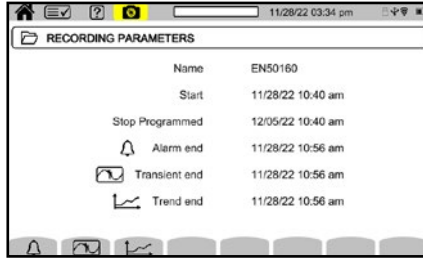 ? 11/28/22 03:34 pm
RECORDING PARAMETERS
Name EN50160
Start 11/28/22 10:40 am
Stop Programmed 12/05/22 10:40 am
Alarm end 11/28/22 10:56 am
Transient end 11/28/22 10:56 am
Trend end 11/28/22 10:56 am